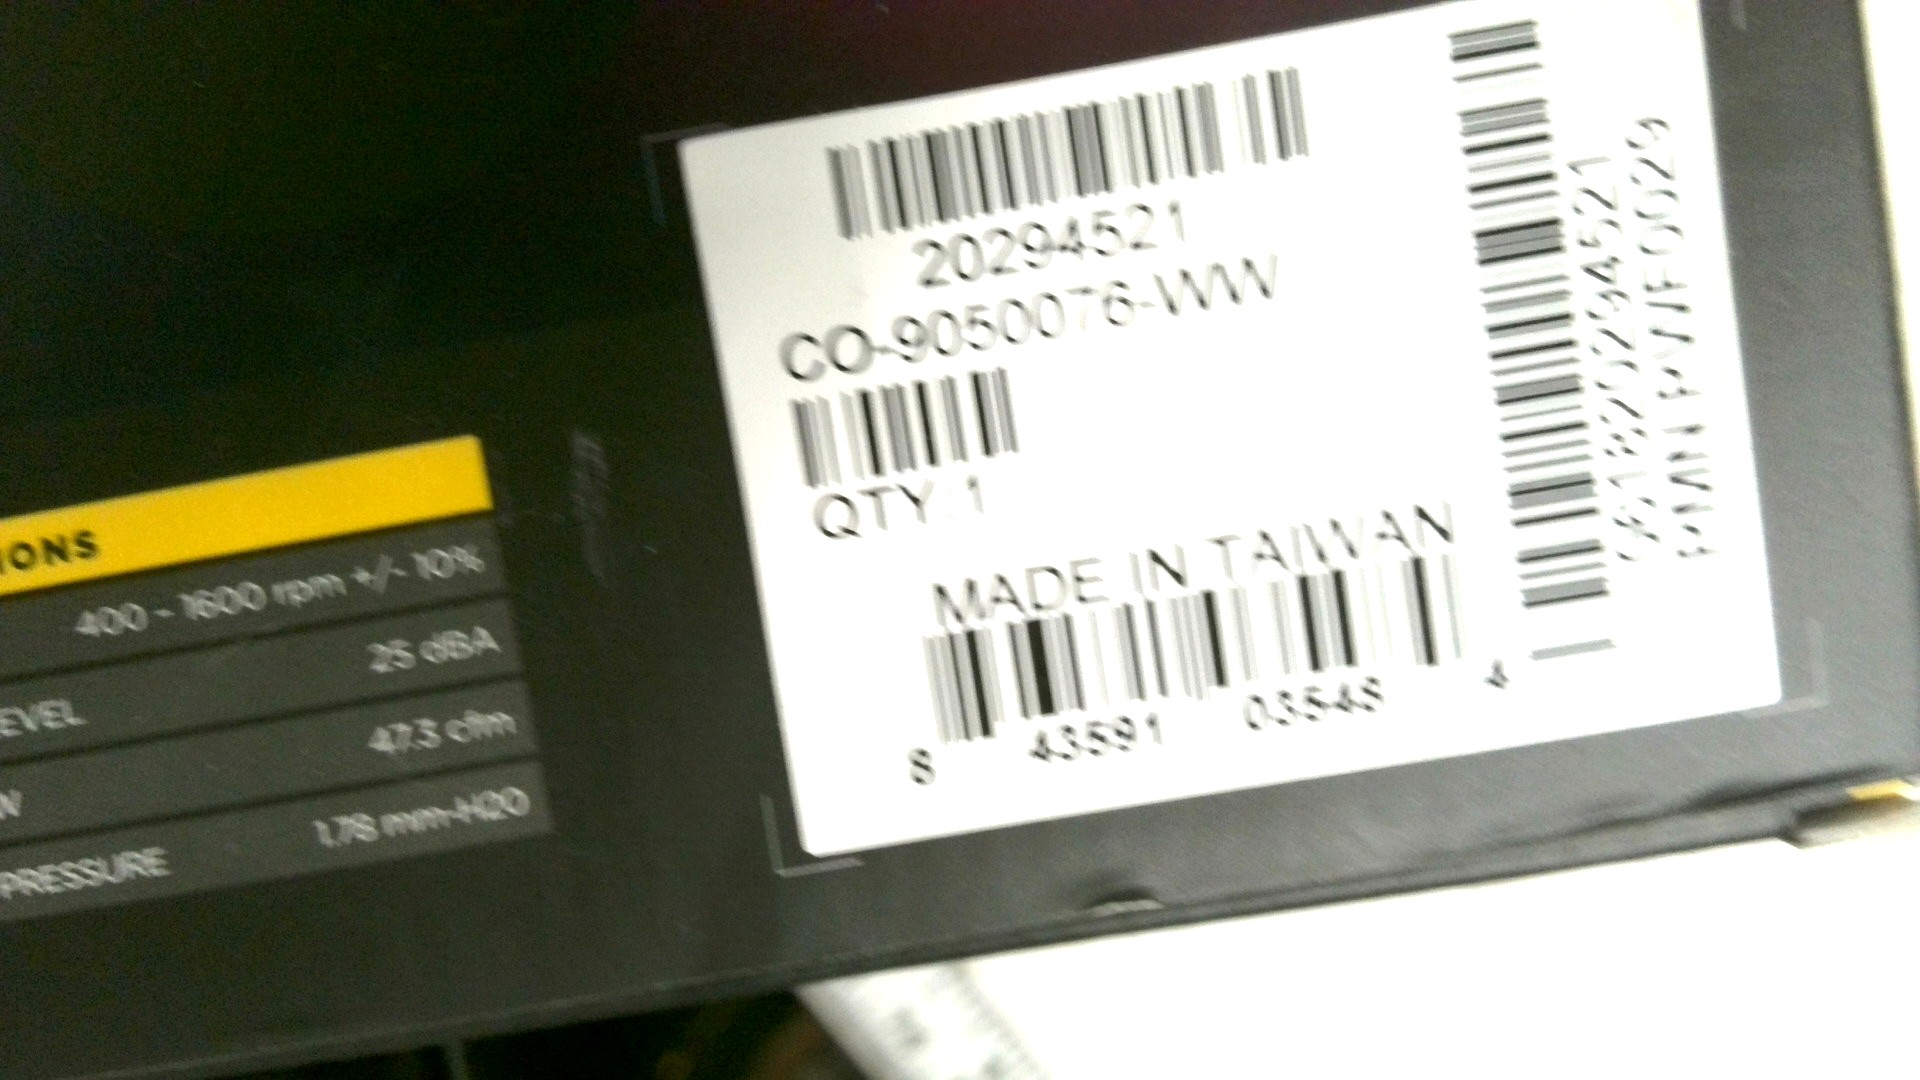 IONS
400 - 1600 rpm +/- 10%
25 dBA
EVEL
47.3 cfm
1.78 mm-H2O
PRESSURE
20294521
CO-9050076-WW
QTY:1
MADE IN TAIWAN
8 43591 03548 4